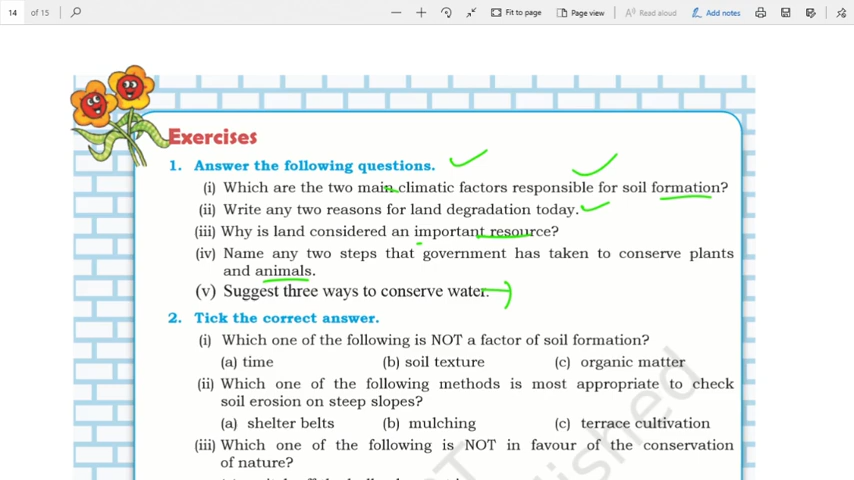 14 of 15
Fit to page
Page view
Read aloud
Add notes
Exercises
1. Answer the following questions.
(i) Which are the two main climatic factors responsible for soil formation?
(ii) Write any two reasons for land degradation today.
(iii) Why is land considered an important resource?
(iv) Name any two steps that government has taken to conserve plants
and animals.
(v) Suggest three ways to conserve water.
2. Tick the correct answer.
(i) Which one of the following is NOT a factor of soil formation?
(a) time (b) soil texture (c) organic matter
(ii) Which one of the following methods is most appropriate to check
soil erosion on steep slopes?
(a) shelter belts (b) mulching (c) terrace cultivation
(iii) Which one of the following is NOT in favour of the conservation
of nature?